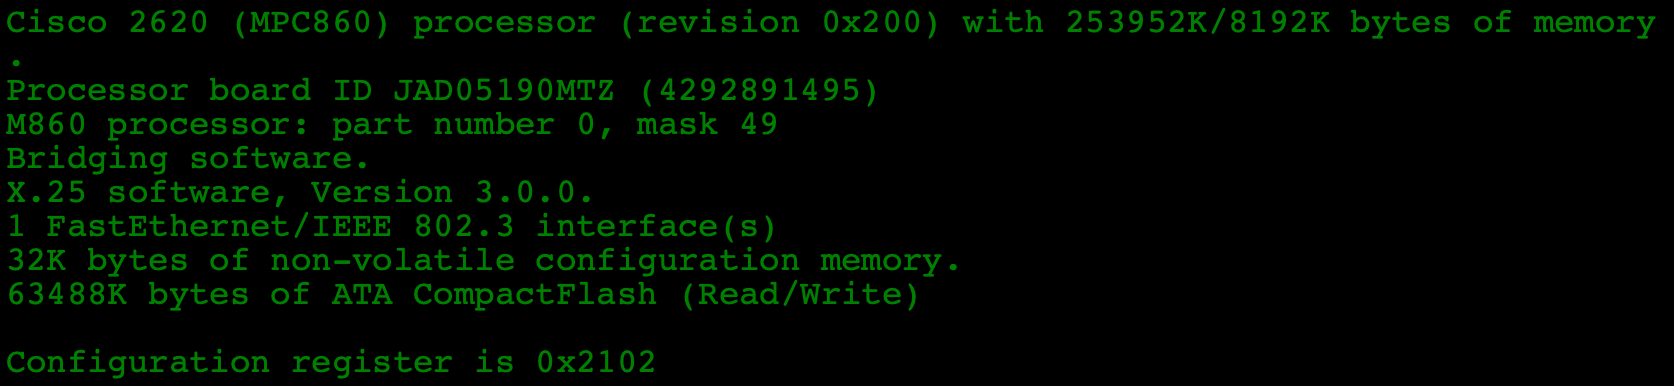 Cisco 2620 (MPC860) processor (revision 0x200) with 253952K/8192K bytes of memory
.
Processor board ID JAD05190MTZ (4292891495)
M860 processor: part number 0, mask 49
Bridging software.
X.25 software, Version 3.0.0.
1 FastEthernet/IEEE 802.3 interface(s)
32K bytes of non-volatile configuration memory.
63488K bytes of ATA CompactFlash (Read/Write)
Configuration register is 0x2102